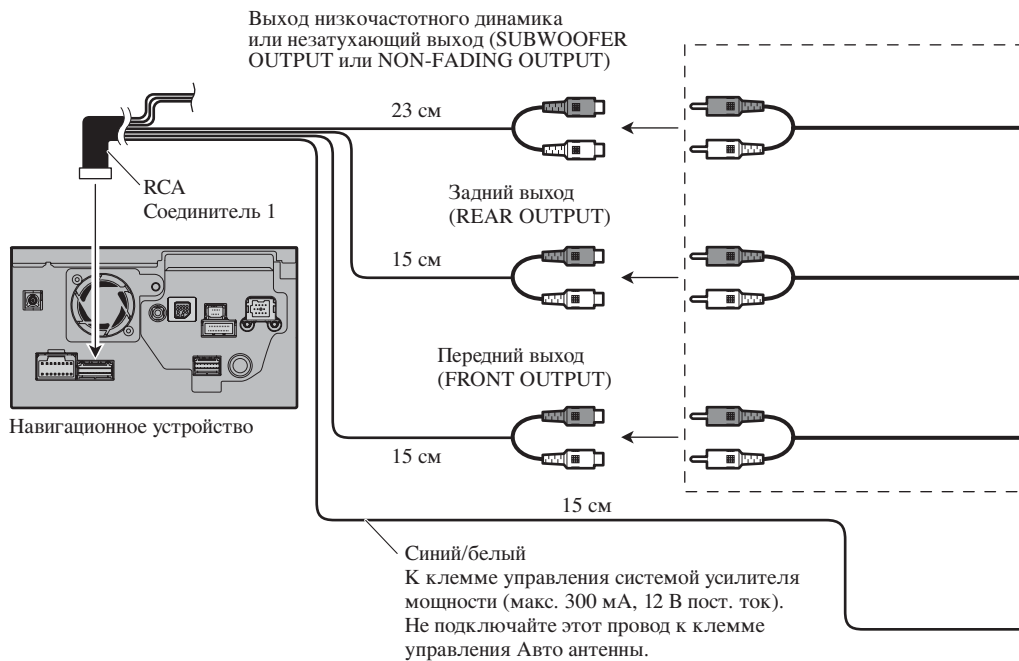 Выход низкочастотного динамика
или незатухающий выход (SUBWOOFER
OUTPUT или NON-FADING OUTPUT)
23 см
RCA
Соединитель 1
Задний выход
(REAR OUTPUT)
15 см
Передний выход
(FRONT OUTPUT)
Навигационное устройство
15 см
15 см
Синий/белый
К клемме управления системой усилителя
мощности (макс. 300 мА, 12 В пост. ток).
Не подключайте этот провод к клемме
управления Авто антенны.